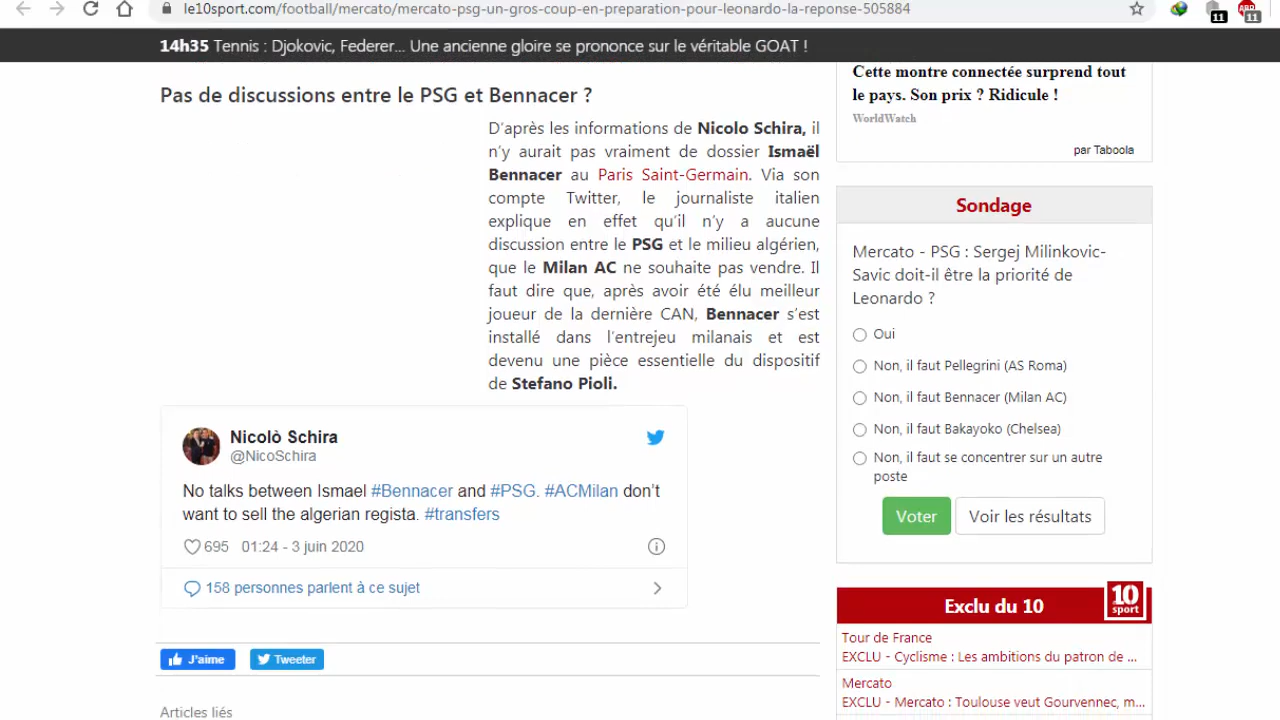 le10sport.com/football/mercato/mercato-psg-un-gros-coup-en-preparation-pour-leonardo-la-reponse-505884
11
ABP
11
14h35 Tennis : Djokovic, Federer... Une ancienne gloire se prononce sur le véritable GOAT !
Pas de discussions entre le PSG et Bennacer ?
D’après les informations de Nicolo Schira, il
n’y aurait pas vraiment de dossier Ismaël
Bennacer au Paris Saint-Germain. Via son
compte Twitter, le journaliste italien
explique en effet qu’il n’y a aucune
discussion entre le PSG et le milieu algérien,
que le Milan AC ne souhaite pas vendre. Il
faut dire que, après avoir été élu meilleur
joueur de la dernière CAN, Bennacer s’est
installé dans l’entrejeu milanais et est
devenu une pièce essentielle du dispositif
de Stefano Pioli.
Nicolò Schira
@NicoSchira
No talks between Ismael #Bennacer and #PSG. #ACMilan don’t
want to sell the algerian regista. #transfers
695 01:24 - 3 juin 2020
158 personnes parlent à ce sujet
J'aime
Tweeter
Articles liés
Cette montre connectée surprend tout
le pays. Son prix ? Ridicule !
WorldWatch
par Taboola
Sondage
Mercato - PSG : Sergej Milinkovic-
Savic doit-il être la priorité de
Leonardo ?
Oui
Non, il faut Pellegrini (AS Roma)
Non, il faut Bennacer (Milan AC)
Non, il faut Bakayoko (Chelsea)
Non, il faut se concentrer sur un autre
poste
Voter
Voir les résultats
Exclu du 10
10
sport
Tour de France
EXCLU - Cyclisme : Les ambitions du patron de ...
Mercato
EXCLU - Mercato : Toulouse veut Gourvennec, m...